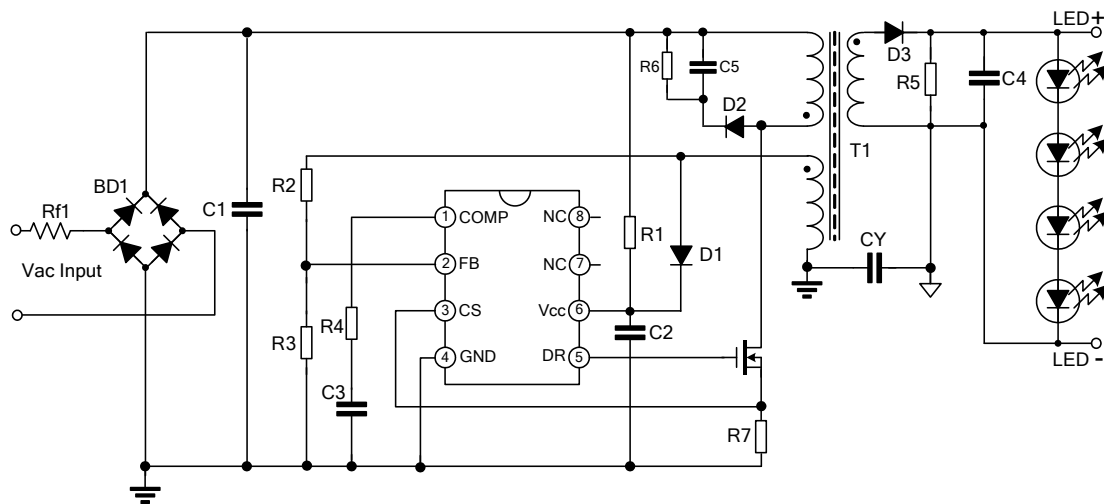 LED+
R6
C5
D3
D2
R5
C4
T1
R2
BD1
Rf1
C1
1 COMP
NC 8
R1
D1
CY
Vac Input
2 FB
NC 7
3 CS
Vcc 6
C2
R4
R3
4 GND
DR 5
LED -
C3
R7